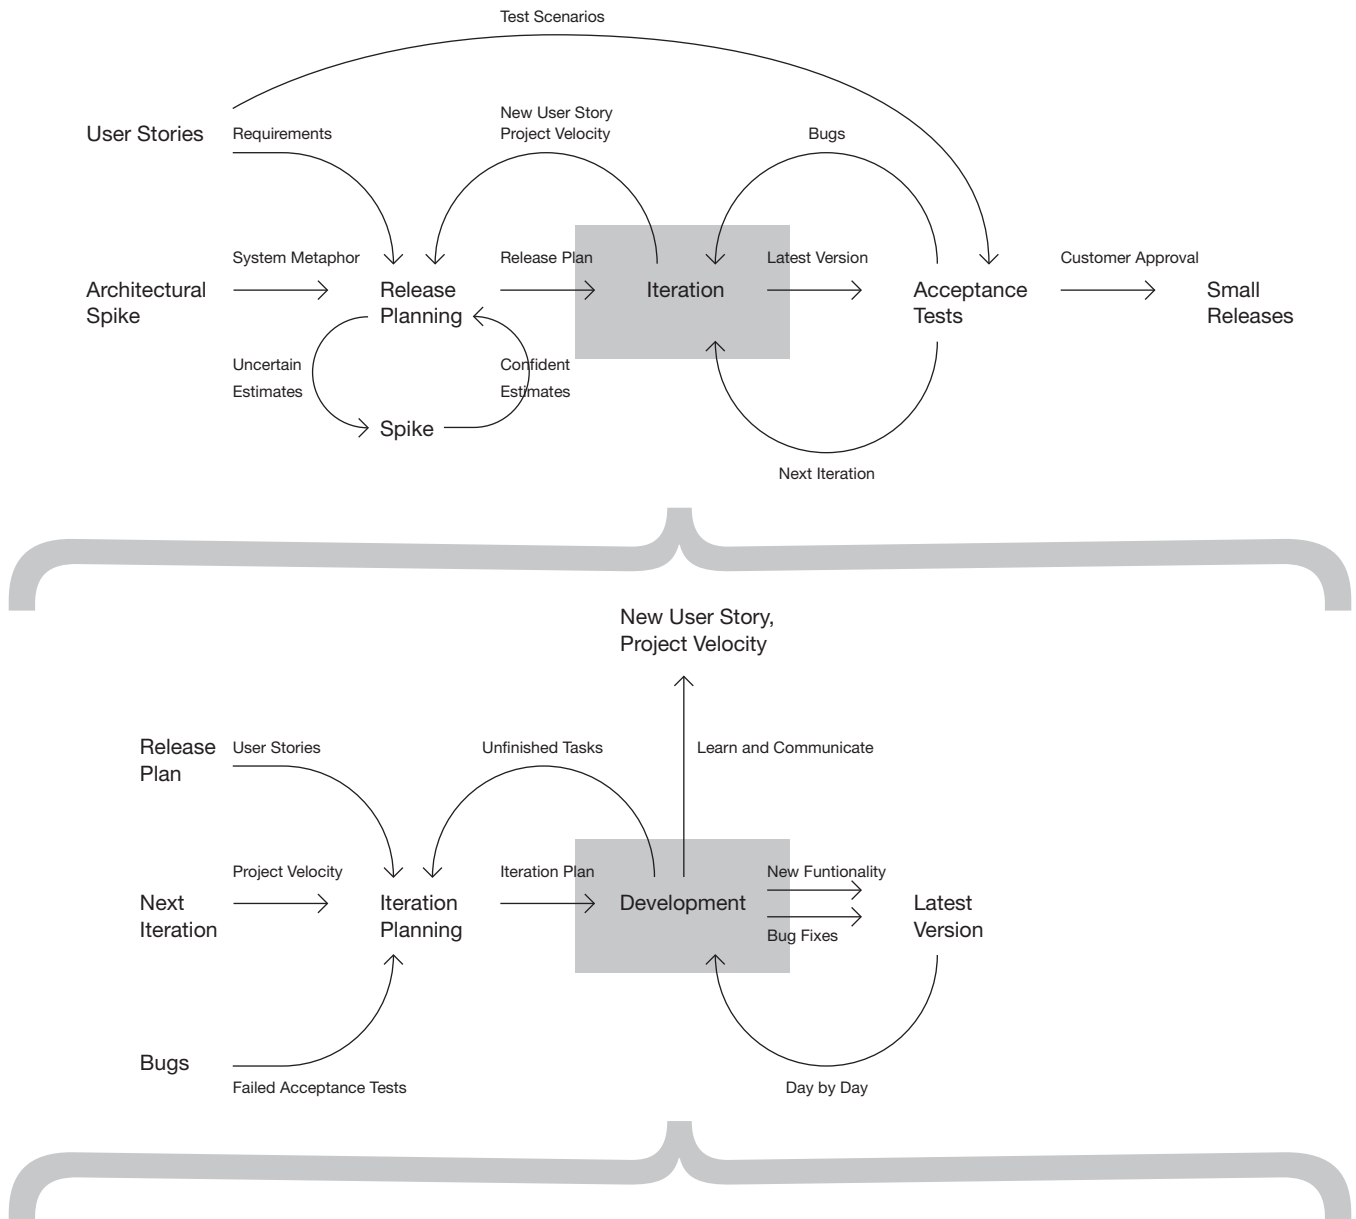 Test Scenarios
New User Story
User Stories
Requirements
Project Velocity
Bugs
System Metaphor
Release Plan
Latest Version
Customer Approval
Architectural
Spike
Release
Planning
Iteration
Acceptance
Tests
Small
Releases
Uncertain
Estimates
Confident
Estimates
Spike
Next Iteration
New User Story,
Project Velocity
Release
Plan
User Stories
Unfinished Tasks
Learn and Communicate
Project Velocity
Iteration Plan
New Funtionality
Next
Iteration
Iteration
Planning
Development
Latest
Version
Bug Fixes
Bugs
Failed Acceptance Tests
Day by Day